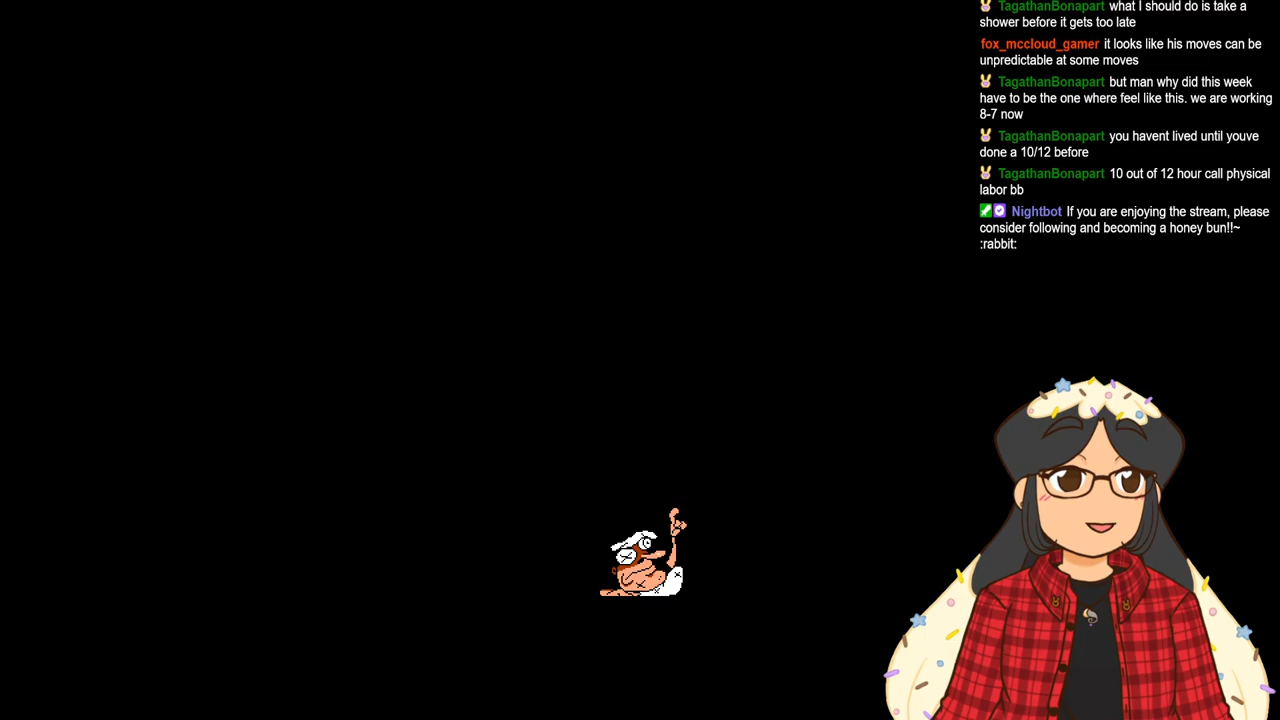 TagathanBonapart what I should do is take a
shower before it gets too late
fox_mccloud_gamer it looks like his moves can be
unpredictable at some moves
TagathanBonapart but man why did this week
have to be the one where feel like this. we are working
8-7 now
TagathanBonapart you havent lived until youve
done a 10/12 before
TagathanBonapart 10 out of 12 hour call physical
labor bb
Nightbot If you are enjoying the stream, please
consider following and becoming a honey bun!!~
:rabbit: